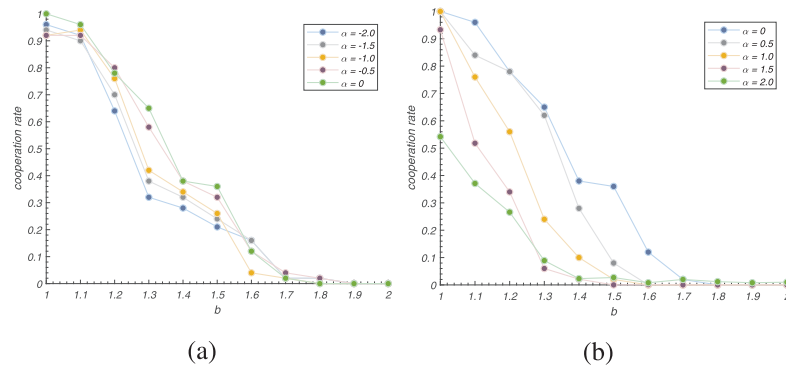 1
0.9
0.8
0.7
0.6
0.5
0.4
0.3
0.2
0.1
0
cooperation rate
1 1.1 1.2 1.3 1.4 1.5 1.6 1.7 1.8 1.9 2
b
α = -2.0
α = -1.5
α = -1.0
α = -0.5
α = 0
(a)
1
0.9
0.8
0.7
0.6
0.5
0.4
0.3
0.2
0.1
0
cooperation rate
1 1.1 1.2 1.3 1.4 1.5 1.6 1.7 1.8 1.9
b
α = 0
α = 0.5
α = 1.0
α = 1.5
α = 2.0
(b)